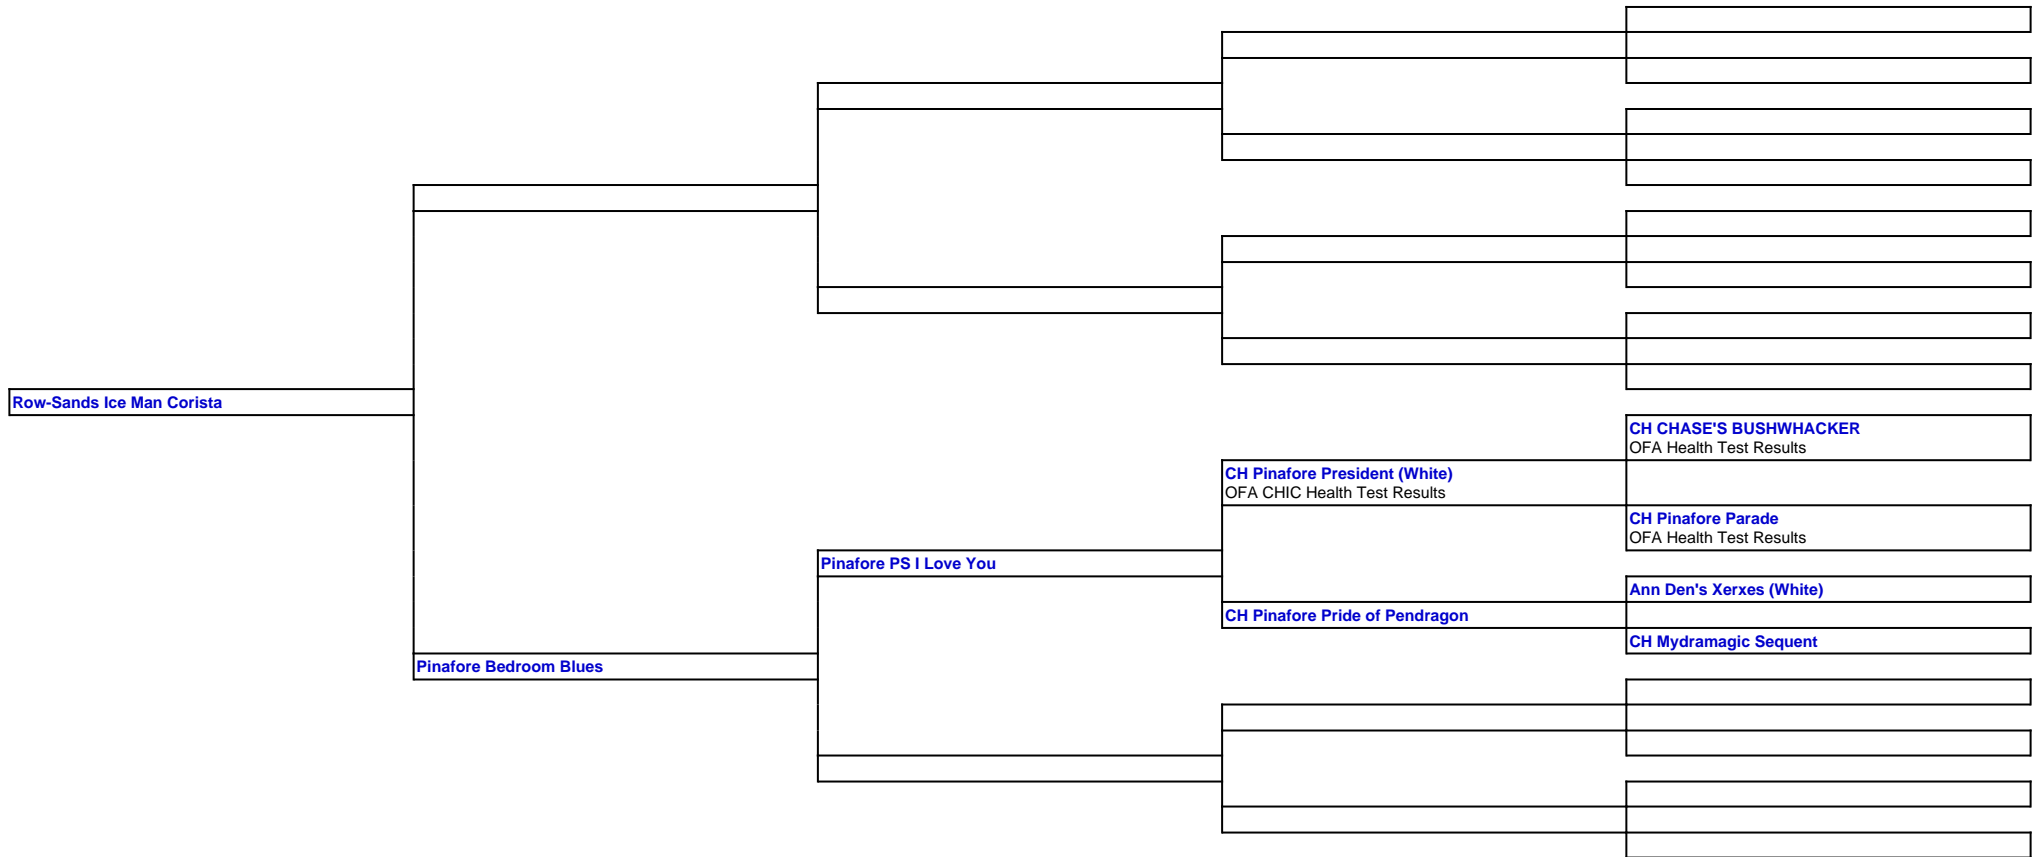 Row-Sands Ice Man Corista
CH CHASE'S BUSHWHACKER
OFA Health Test Results
CH Pinafore President (White)
OFA CHIC Health Test Results
CH Pinafore Parade
OFA Health Test Results
Pinafore PS I Love You
Ann Den's Xerxes (White)
CH Pinafore Pride of Pendragon
CH Mydramagic Sequent
Pinafore Bedroom Blues